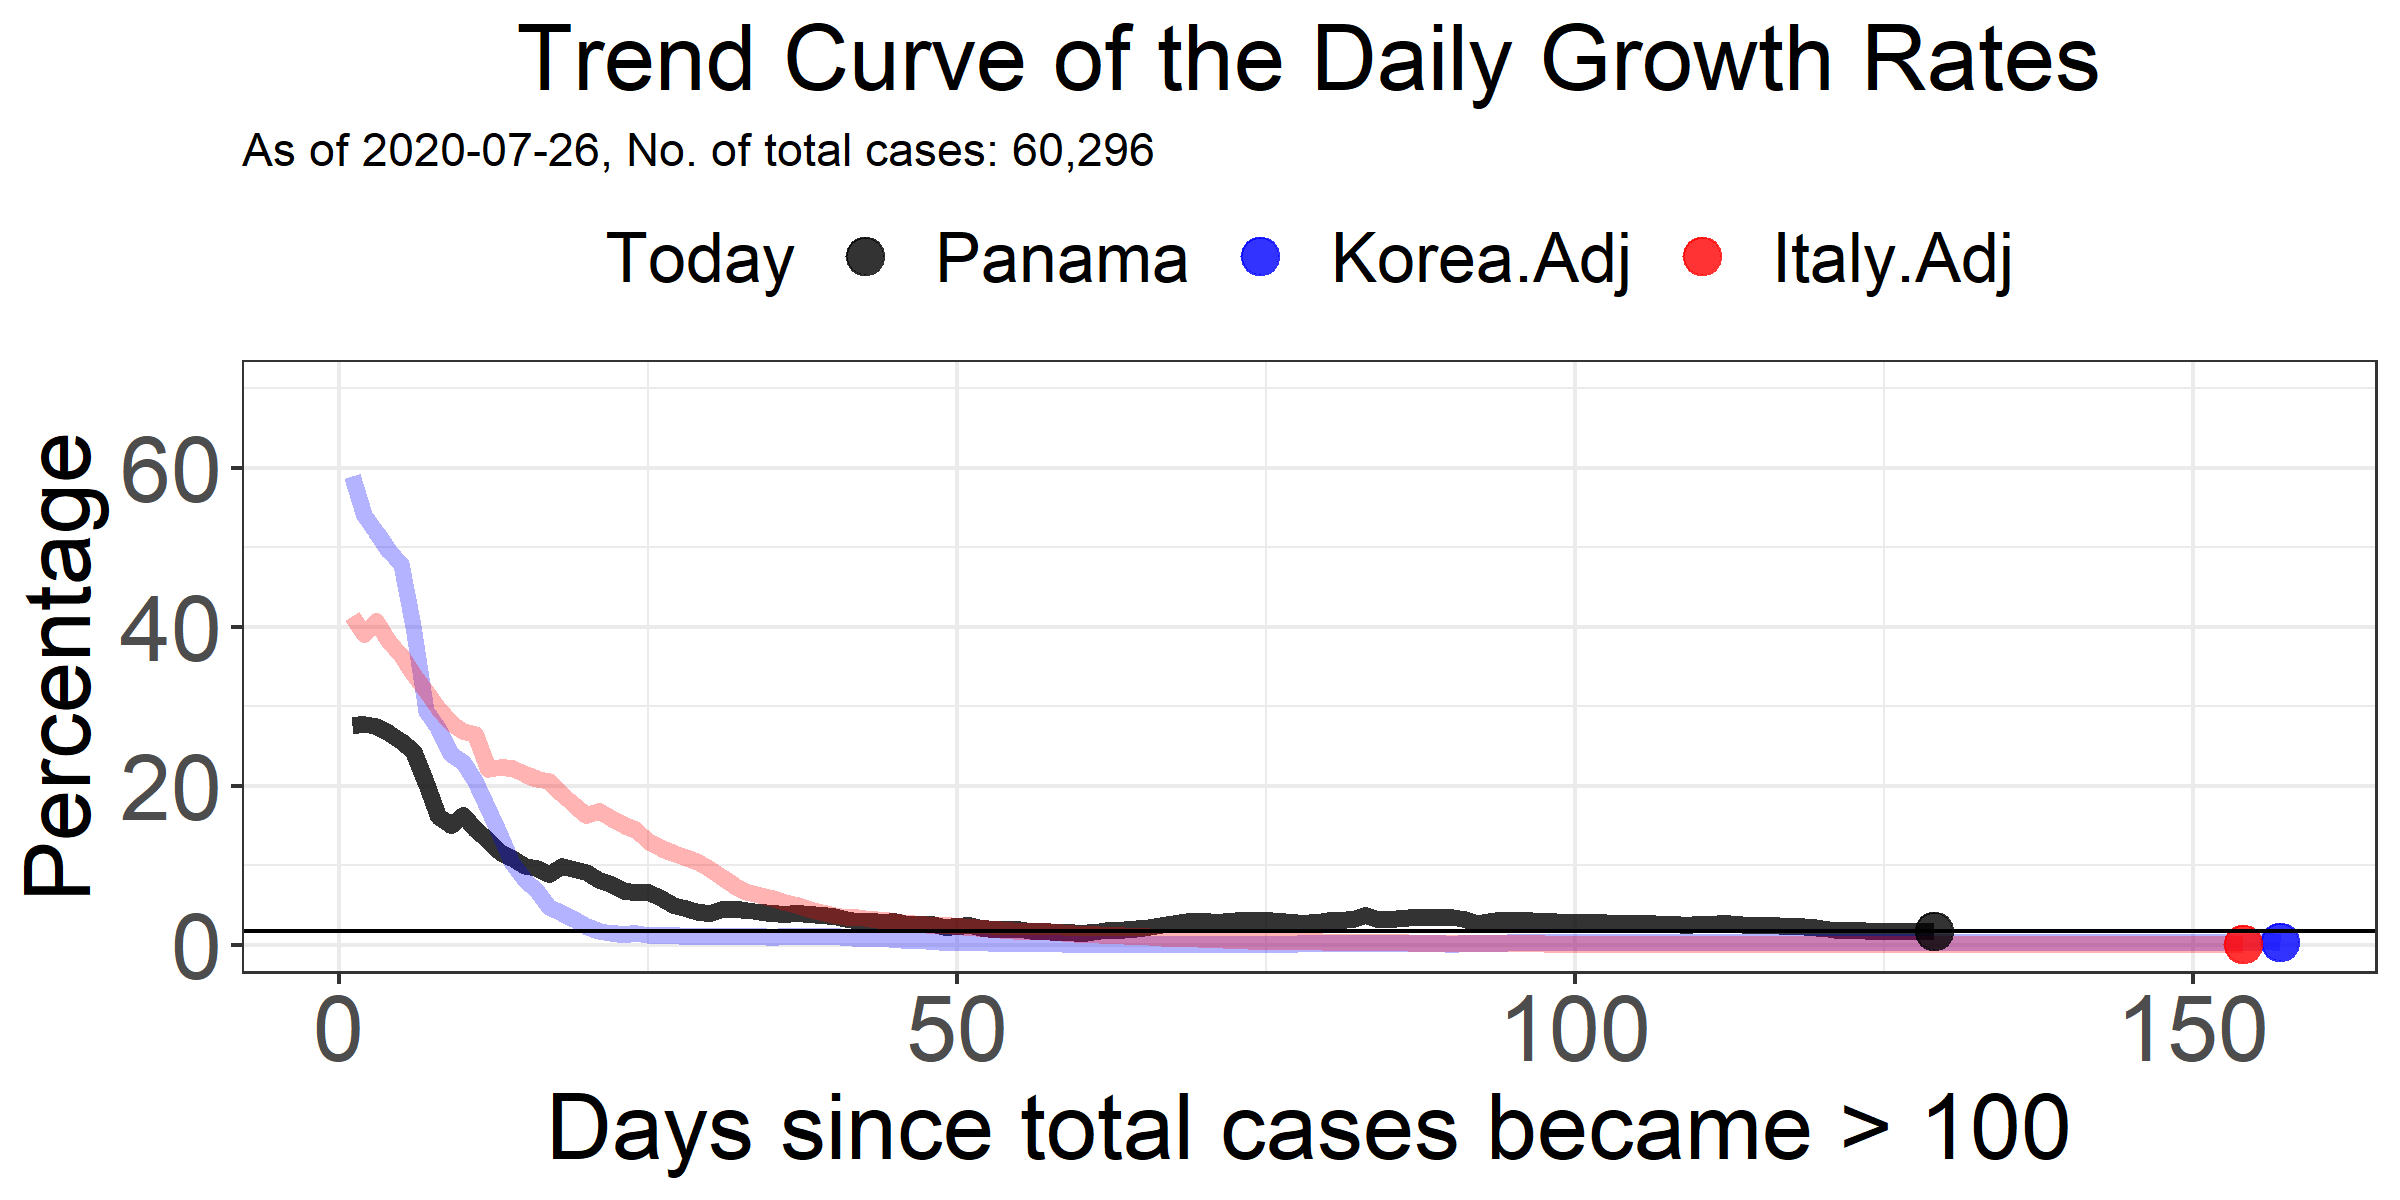 Trend Curve of the Daily Growth Rates
As of 2020-07-26, No. of total cases: 60,296
Today Panama Korea.Adj Italy.Adj
Percentage
60
40
20
0
0 50 100 150
Days since total cases became > 100